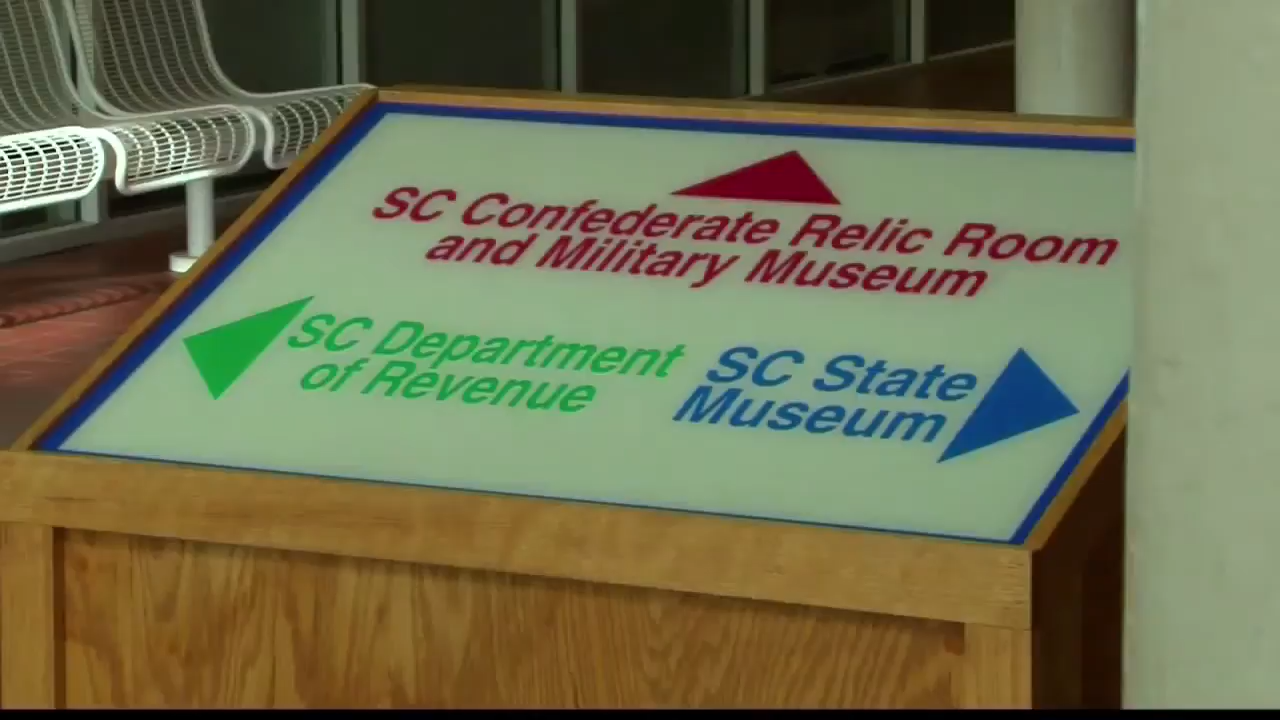 SC Confederate Relic Room
and Military Museum
SC Department
of Revenue
SC State
Museum